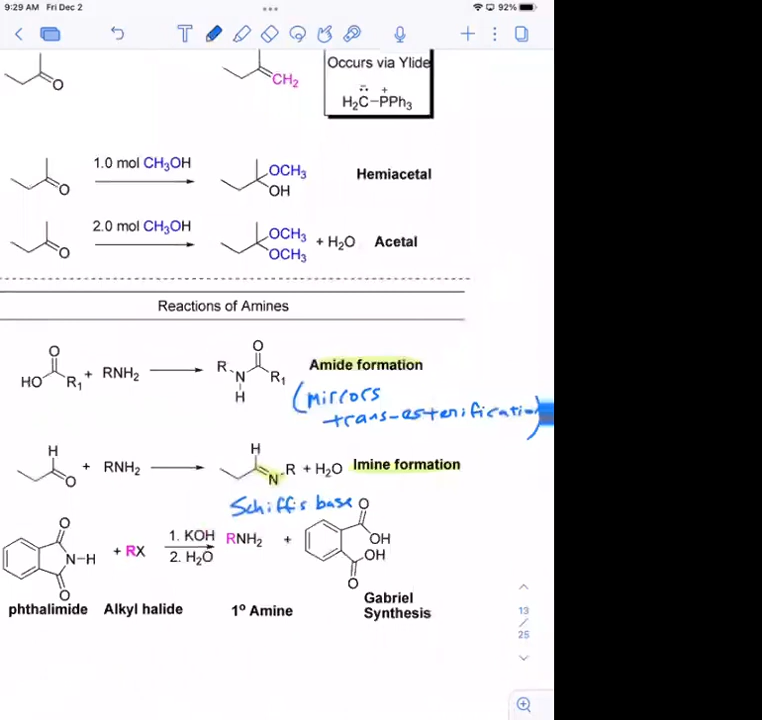 9:29 AM Fri Dec 2
92%
Occurs via Ylide
O
CH₂
H₂C–PPh₃
1.0 mol CH₃OH
O
OCH₃
OH
Hemiacetal
2.0 mol CH₃OH
O
OCH₃
OCH₃
+ H₂O
Acetal
Reactions of Amines
O
HO
R₁
+ RNH₂
O
R
N
H
R₁
Amide formation
(mirrors
trans-esterification)
H
O
+ RNH₂
H
N
R + H₂O
Imine formation
Schiff's base
O
N–H
O
+ RX
1. KOH
2. H₂O
RNH₂
+
O
OH
OH
O
phthalimide
Alkyl halide
1º Amine
Gabriel
Synthesis
13
/
25